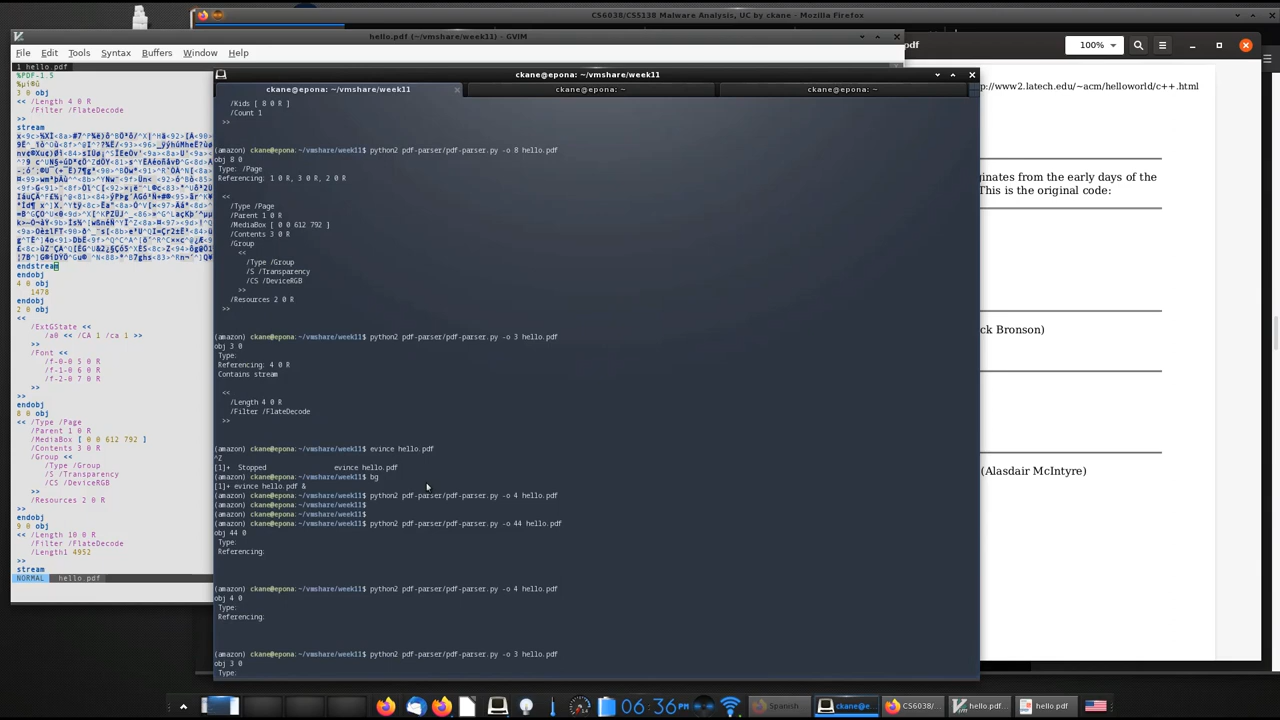 CS6038/CS5138 Malware Analysis, UC by ckane - Mozilla Firefox
hello.pdf (~/vmshare/week11) - GVIM
File Edit Tools Syntax Buffers Window Help
1 hello.pdf
%PDF-1.5
3 0 obj
<< /Length 4 0 R
/Filter /FlateDecode
>>
stream
endstream
endobj
4 0 obj
1478
endobj
2 0 obj
<<
/ExtGState <<
/a0 << /CA 1 /ca 1 >>
>>
/Font <<
/f-0-0 5 0 R
/f-1-0 6 0 R
/f-2-0 7 0 R
>>
>>
endobj
8 0 obj
<< /Type /Page
/Parent 1 0 R
/MediaBox [ 0 0 612 792 ]
/Contents 3 0 R
/Group <<
/Type /Group
/S /Transparency
/CS /DeviceRGB
>>
/Resources 2 0 R
>>
endobj
9 0 obj
<< /Length 10 0 R
/Filter /FlateDecode
/Length1 4952
>>
stream
NORMAL hello.pdf
ckane@epona: ~/vmshare/week11
ckane@epona: ~/vmshare/week11
ckane@epona: ~
ckane@epona: ~
/Kids [ 8 0 R ]
/Count 1
>>
(amazon) ckane@epona:~/vmshare/week11$ python2 pdf-parser/pdf-parser.py -o 8 hello.pdf
obj 8 0
Type: /Page
Referencing: 1 0 R, 3 0 R, 2 0 R
<<
/Type /Page
/Parent 1 0 R
/MediaBox [ 0 0 612 792 ]
/Contents 3 0 R
/Group
<<
/Type /Group
/S /Transparency
/CS /DeviceRGB
>>
/Resources 2 0 R
>>
(amazon) ckane@epona:~/vmshare/week11$ python2 pdf-parser/pdf-parser.py -o 3 hello.pdf
obj 3 0
Type:
Referencing: 4 0 R
Contains stream
<<
/Length 4 0 R
/Filter /FlateDecode
>>
(amazon) ckane@epona:~/vmshare/week11$ evince hello.pdf
^Z
[1]+ Stopped evince hello.pdf
(amazon) ckane@epona:~/vmshare/week11$ bg
[1]+ evince hello.pdf &
(amazon) ckane@epona:~/vmshare/week11$ python2 pdf-parser/pdf-parser.py -o 4 hello.pdf
(amazon) ckane@epona:~/vmshare/week11$
(amazon) ckane@epona:~/vmshare/week11$
(amazon) ckane@epona:~/vmshare/week11$ python2 pdf-parser/pdf-parser.py -o 44 hello.pdf
obj 44 0
Type:
Referencing:
(amazon) ckane@epona:~/vmshare/week11$ python2 pdf-parser/pdf-parser.py -o 4 hello.pdf
obj 4 0
Type:
Referencing:
(amazon) ckane@epona:~/vmshare/week11$ python2 pdf-parser/pdf-parser.py -o 3 hello.pdf
obj 3 0
Type:
pdf
100%
p://www2.latech.edu/~acm/helloworld/c++.html
ginates from the early days of the
This is the original code:
ck Bronson)
(Alasdair McIntyre)
06:36 PM
Spanish
ckane@e...
CS6038/...
hello.pdf...
hello.pdf